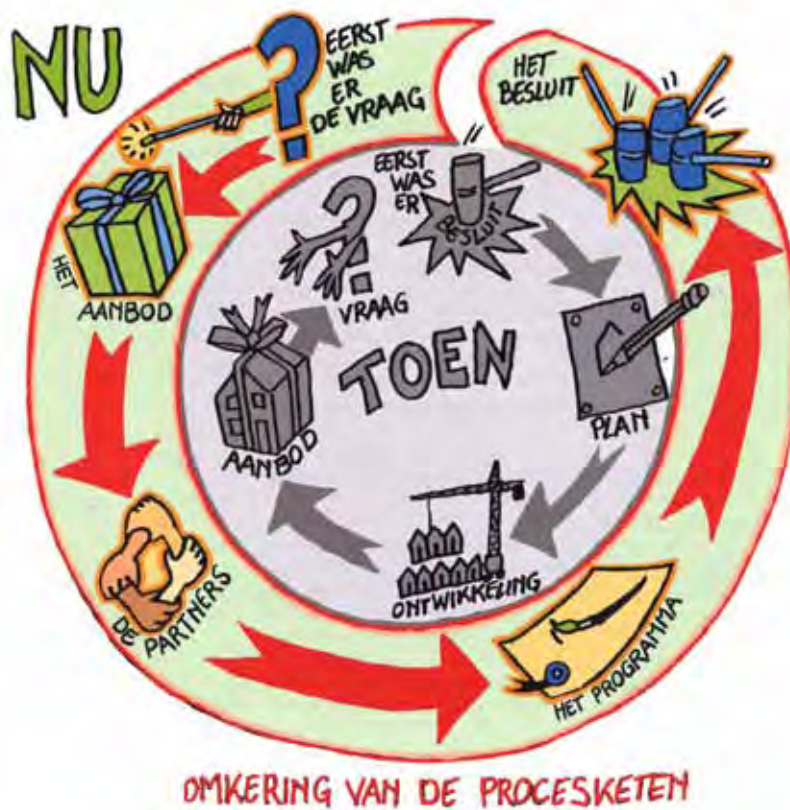 NU
EERST
WAS
ER
DE VRAAG
HET
BESLUIT
HET
AANBOD
DE PARTNERS
HET PROGRAMMA
TOEN
EERST
WAS
ER
BESLUIT
PLAN
ONTWIKKELING
AANBOD
VRAAG
OMKERING VAN DE PROCESKETEN